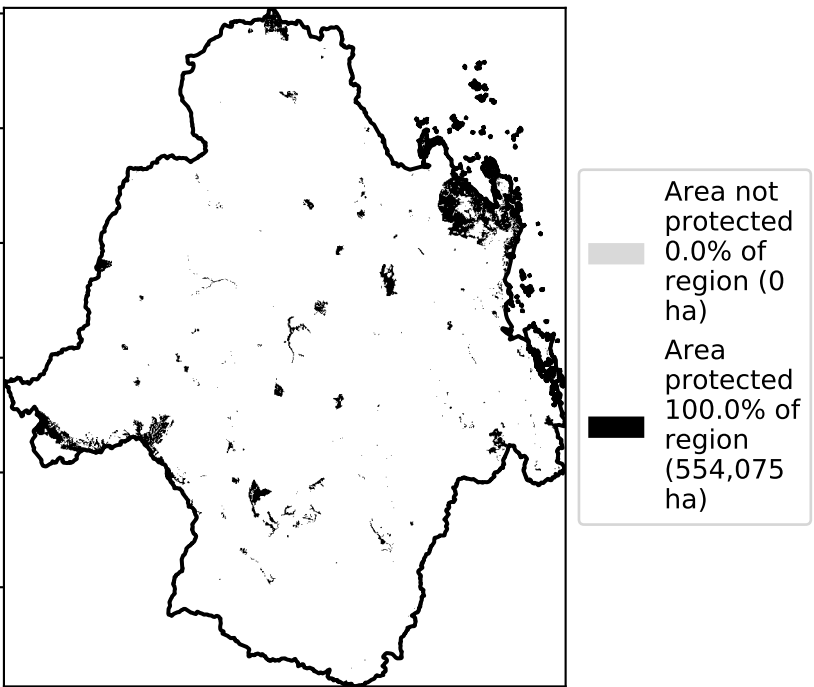 Area not
protected
0.0% of
region (0
ha)
Area
protected
100.0% of
region
(554,075
ha)